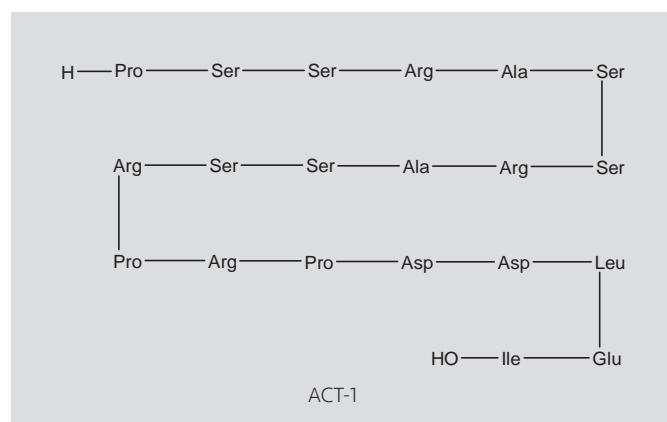 H Pro Ser Ser Arg Ala Ser
Arg Ser Ser Ala Arg Ser
Pro Arg Pro Asp Asp Leu
HO Ile Glu
ACT-1